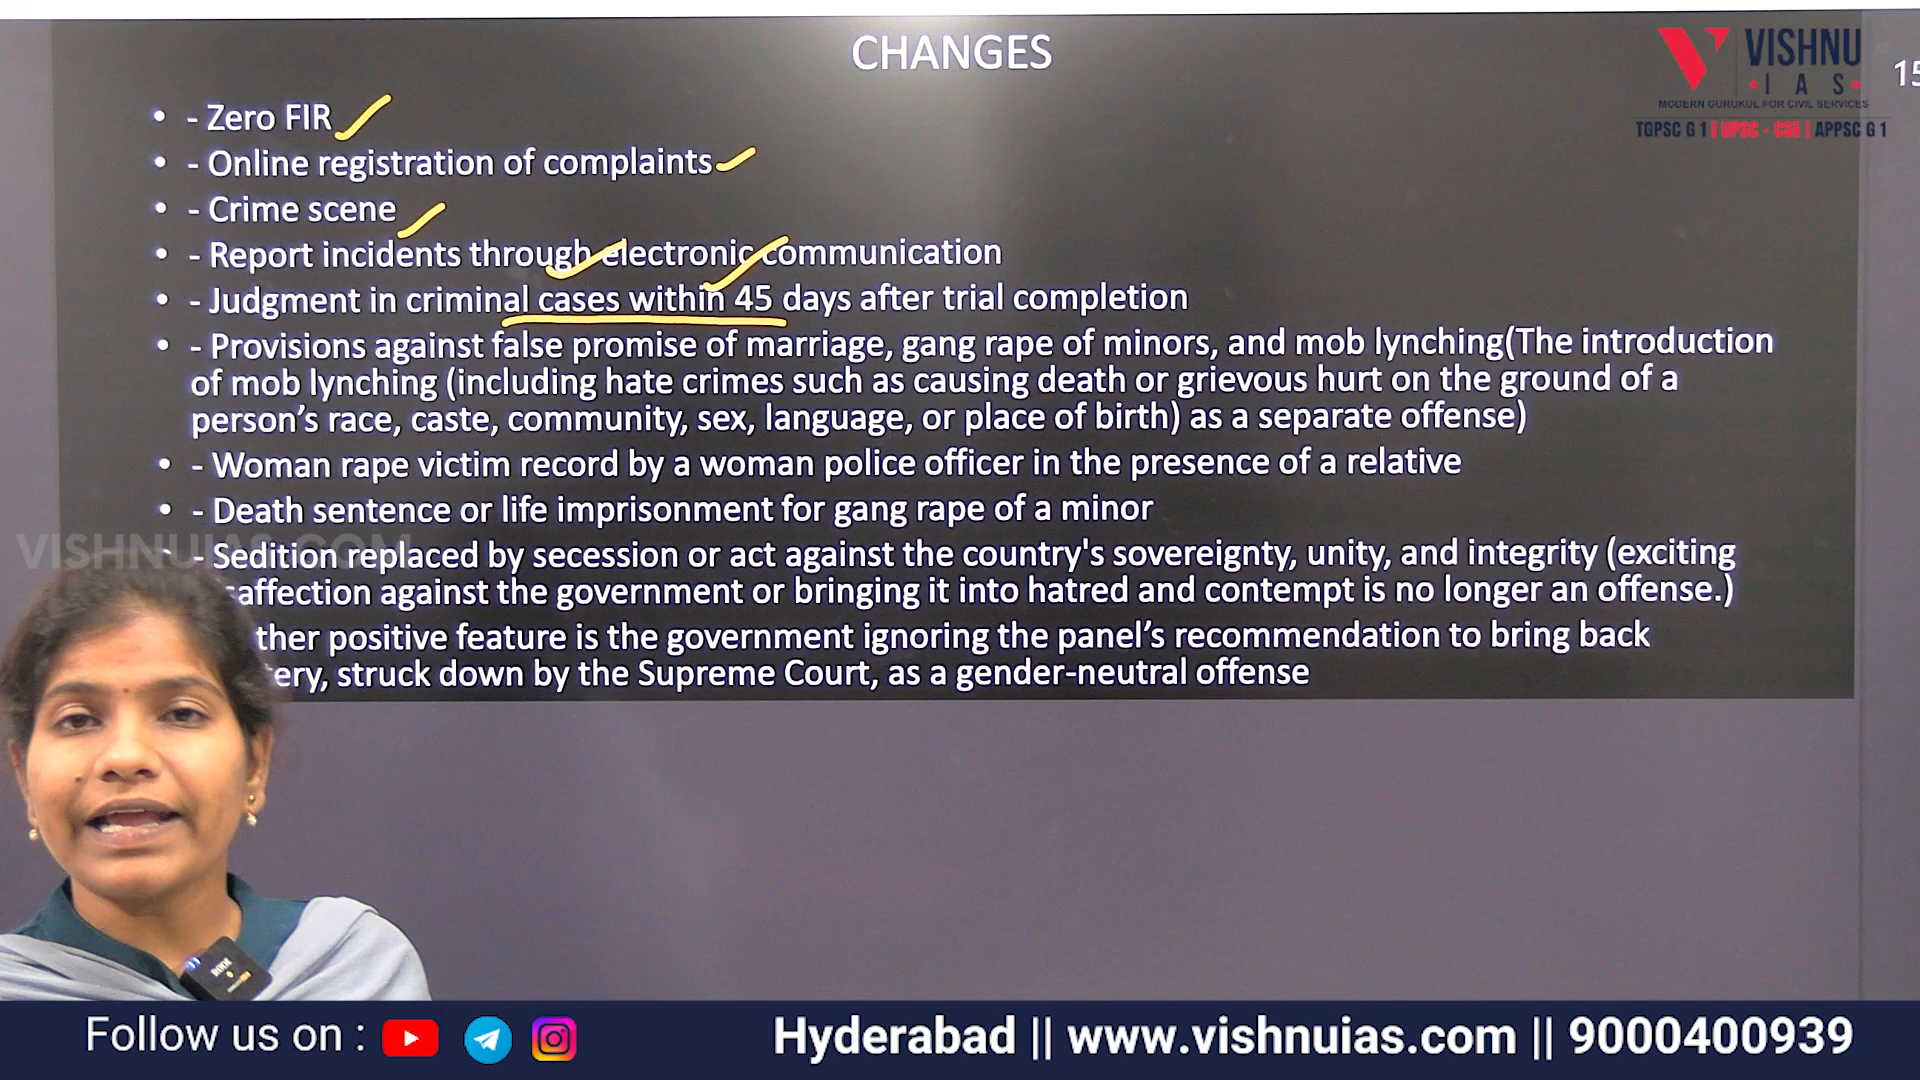 CHANGES
VISHNU
I A S
MODERN GURUKUL FOR CIVIL SERVICES
TGPSC G 1 | UPSC - CSE | APPSC G 1
15
• - Zero FIR
• - Online registration of complaints
• - Crime scene
• - Report incidents through electronic communication
• - Judgment in criminal cases within 45 days after trial completion
• - Provisions against false promise of marriage, gang rape of minors, and mob lynching(The introduction
of mob lynching (including hate crimes such as causing death or grievous hurt on the ground of a
person's race, caste, community, sex, language, or place of birth) as a separate offense)
• - Woman rape victim record by a woman police officer in the presence of a relative
• - Death sentence or life imprisonment for gang rape of a minor
VISHNUIAS.COM
- Sedition replaced by secession or act against the country's sovereignty, unity, and integrity (exciting
saffection against the government or bringing it into hatred and contempt is no longer an offense.)
ther positive feature is the government ignoring the panel's recommendation to bring back
tery, struck down by the Supreme Court, as a gender-neutral offense
RODE
Follow us on :
Hyderabad || www.vishnuias.com || 9000400939